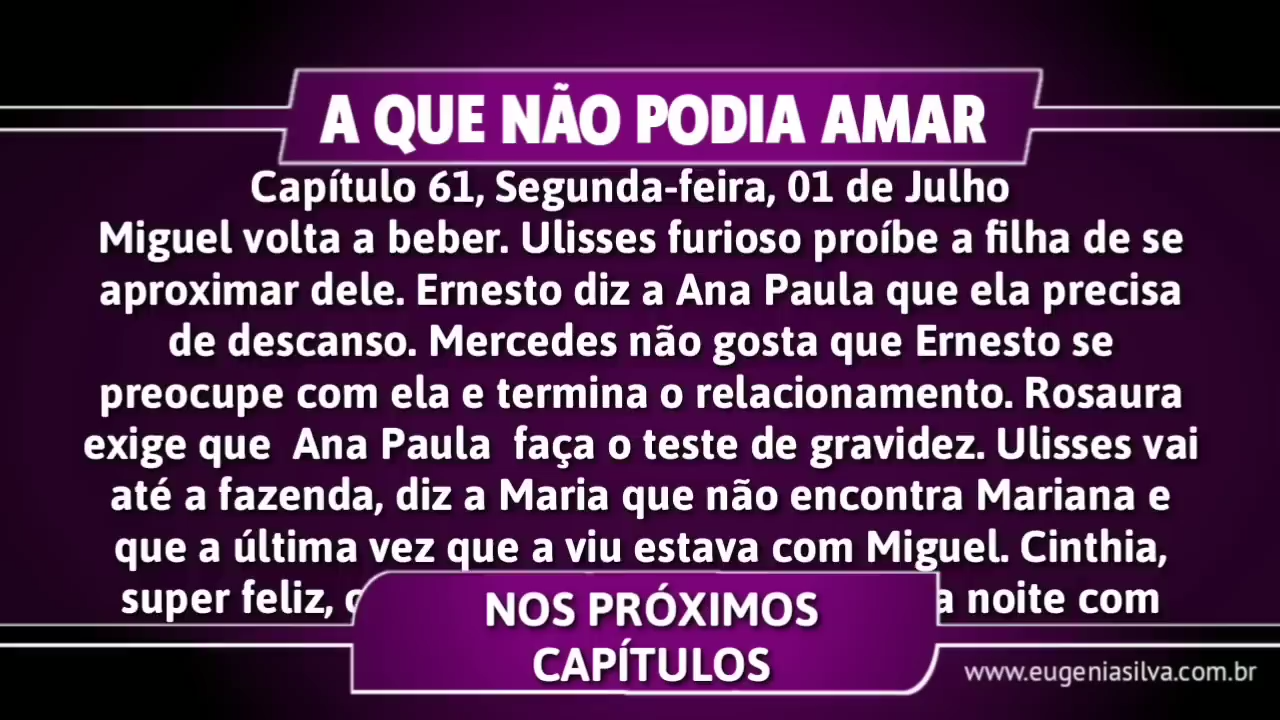 A QUE NÃO PODIA AMAR
Capítulo 61, Segunda-feira, 01 de Julho
Miguel volta a beber. Ulisses furioso proíbe a filha de se
aproximar dele. Ernesto diz a Ana Paula que ela precisa
de descanso. Mercedes não gosta que Ernesto se
preocupe com ela e termina o relacionamento. Rosaura
exige que Ana Paula faça o teste de gravidez. Ulisses vai
até a fazenda, diz a Maria que não encontra Mariana e
que a última vez que a viu estava com Miguel. Cinthia,
super feliz, noite com
NOS PRÓXIMOS
CAPÍTULOS
www.eugeniasilva.com.br